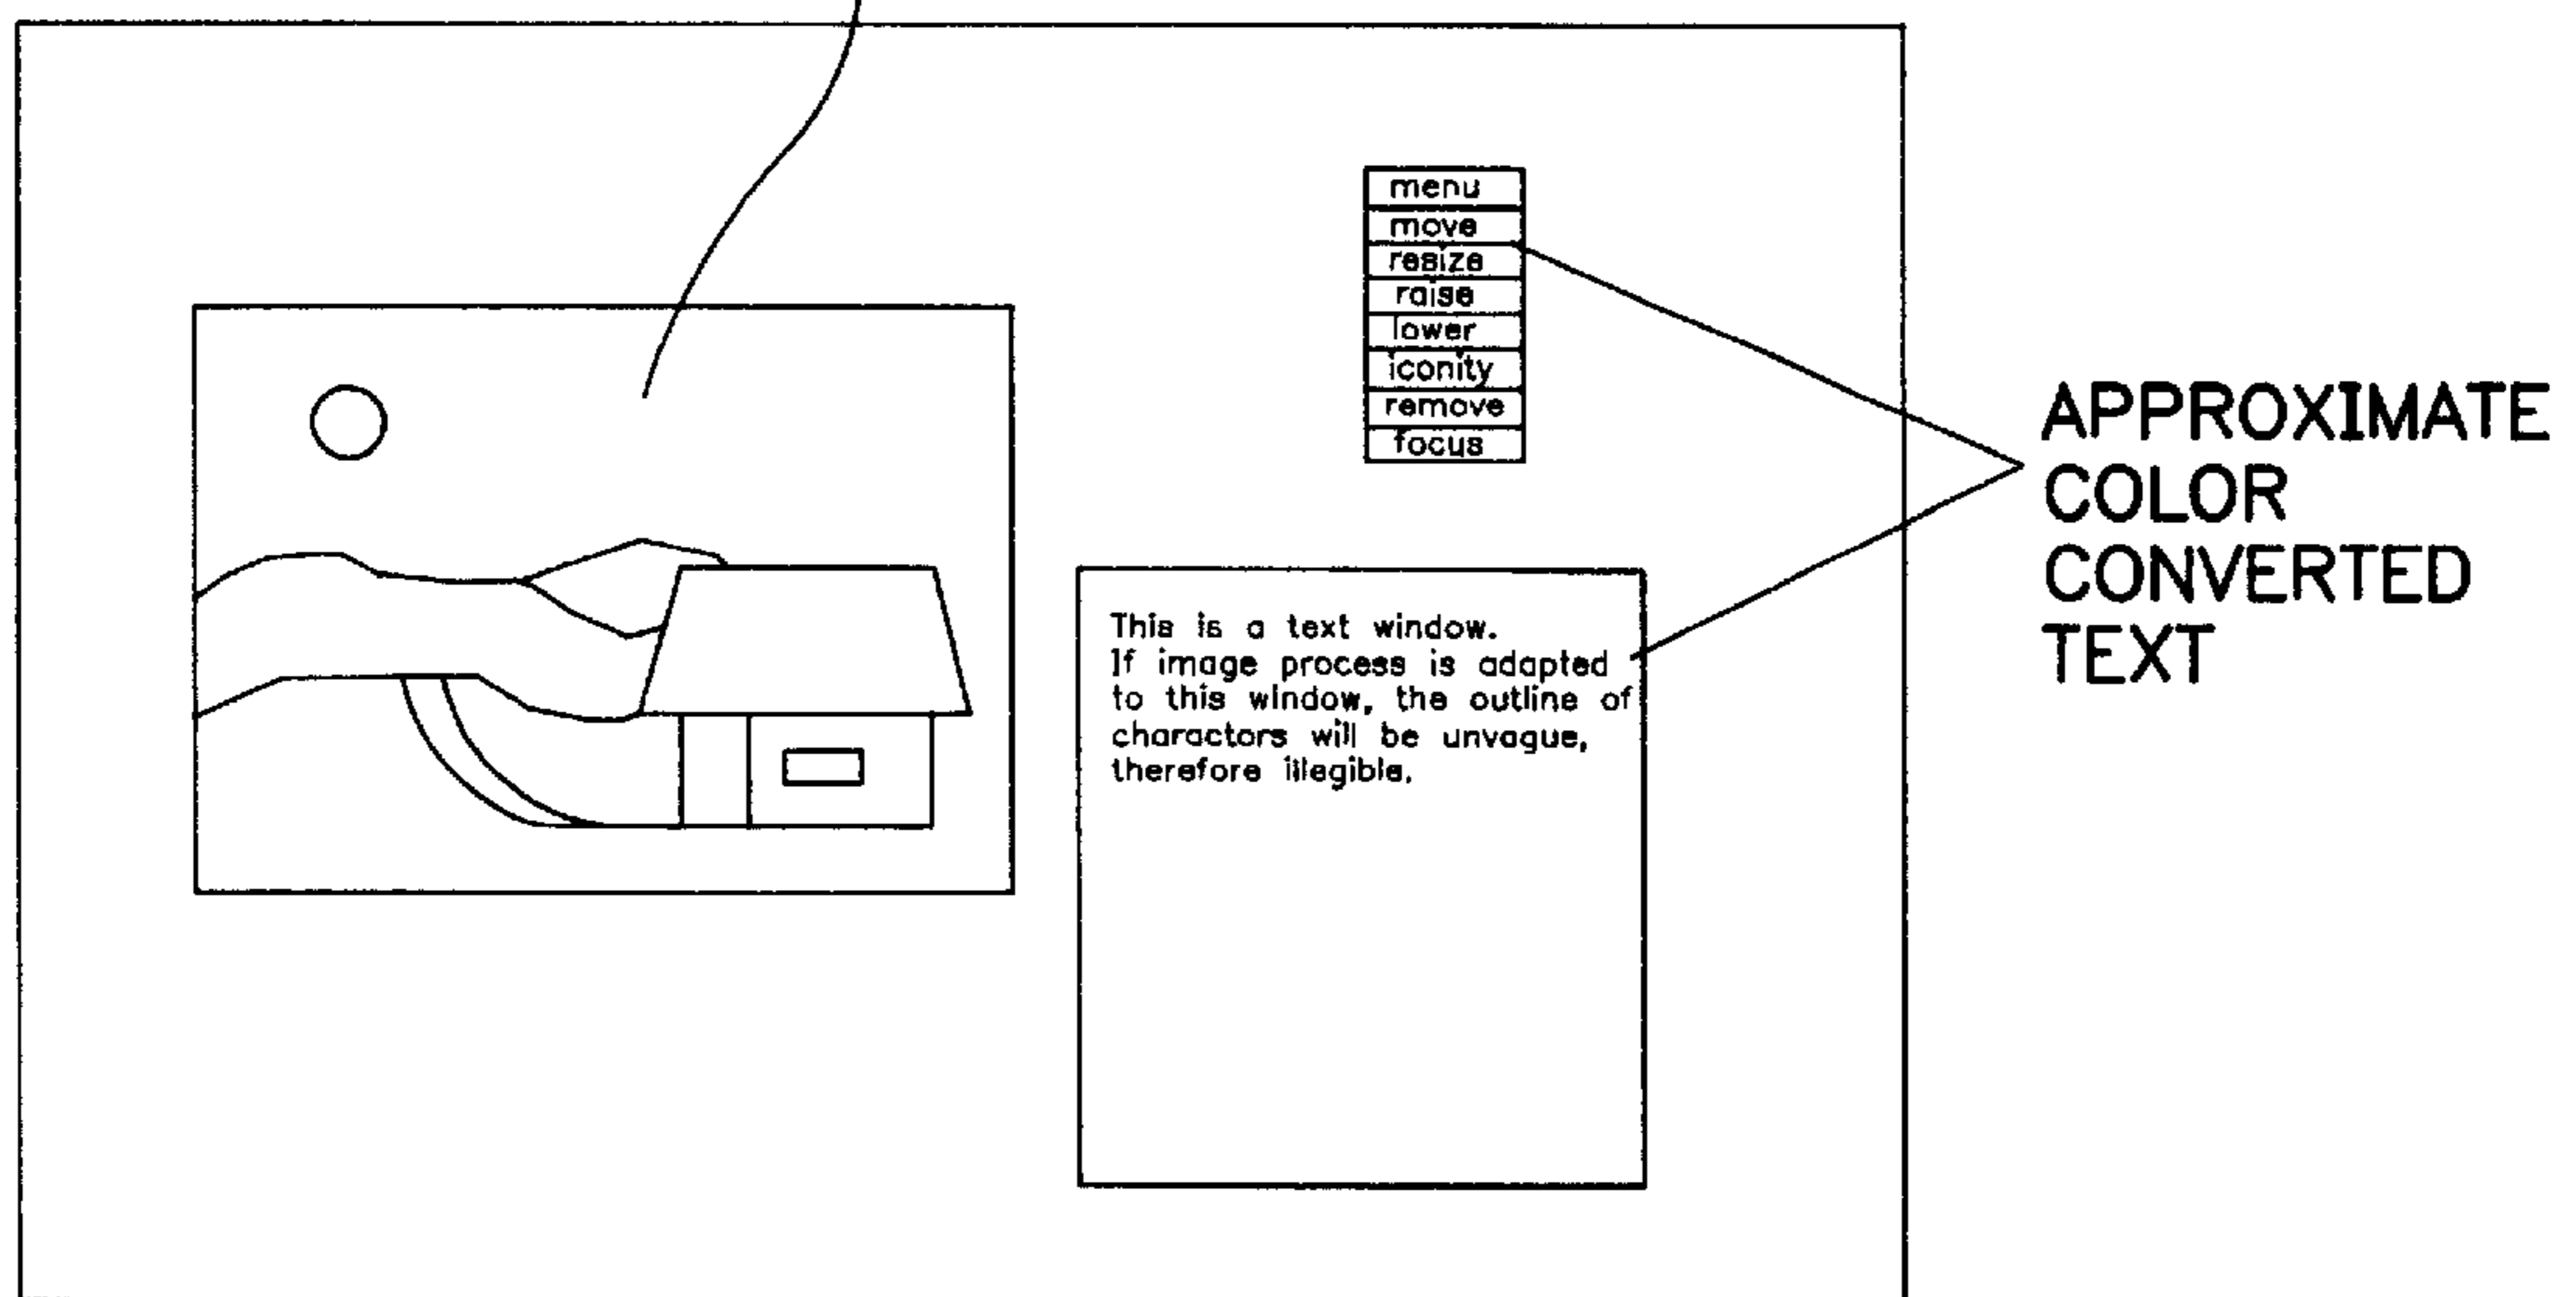 menu
move
resize
raise
lower
iconity
remove
focus
APPROXIMATE
COLOR
CONVERTED
TEXT
This is a text window.
If image process is adapted
to this window, the outline of
charactors will be unvague,
therefore illegible.